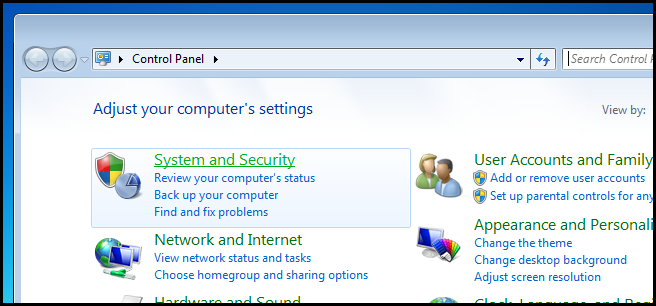 Control Panel
Search Control P
Adjust your computer's settings
View by:
System and Security
Review your computer's status
Back up your computer
Find and fix problems
Network and Internet
View network status and tasks
Choose homegroup and sharing options
Hardware and Sound
User Accounts and Family
Add or remove user accounts
Set up parental controls for any
Appearance and Personali
Change the theme
Change desktop background
Adjust screen resolution
Clock, Language, and Reg